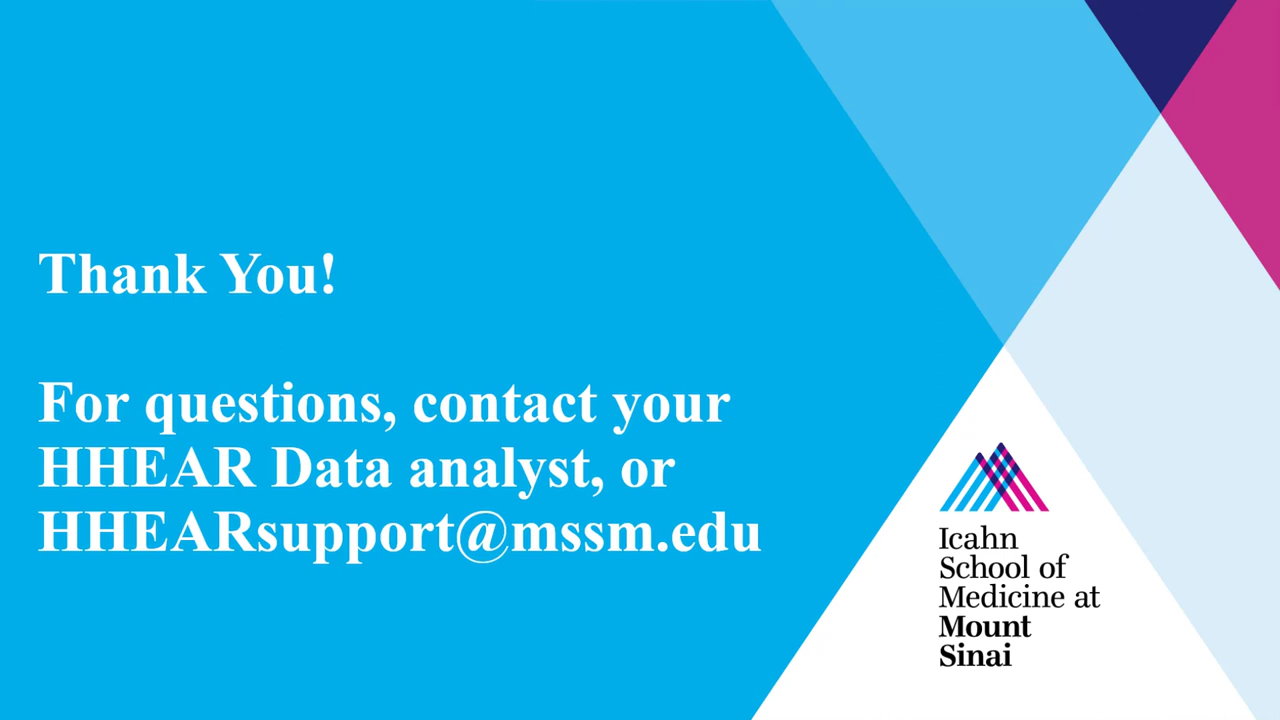 Thank You!
For questions, contact your
HHEAR Data analyst, or
HHEARsupport@mssm.edu
Icahn
School of
Medicine at
Mount
Sinai